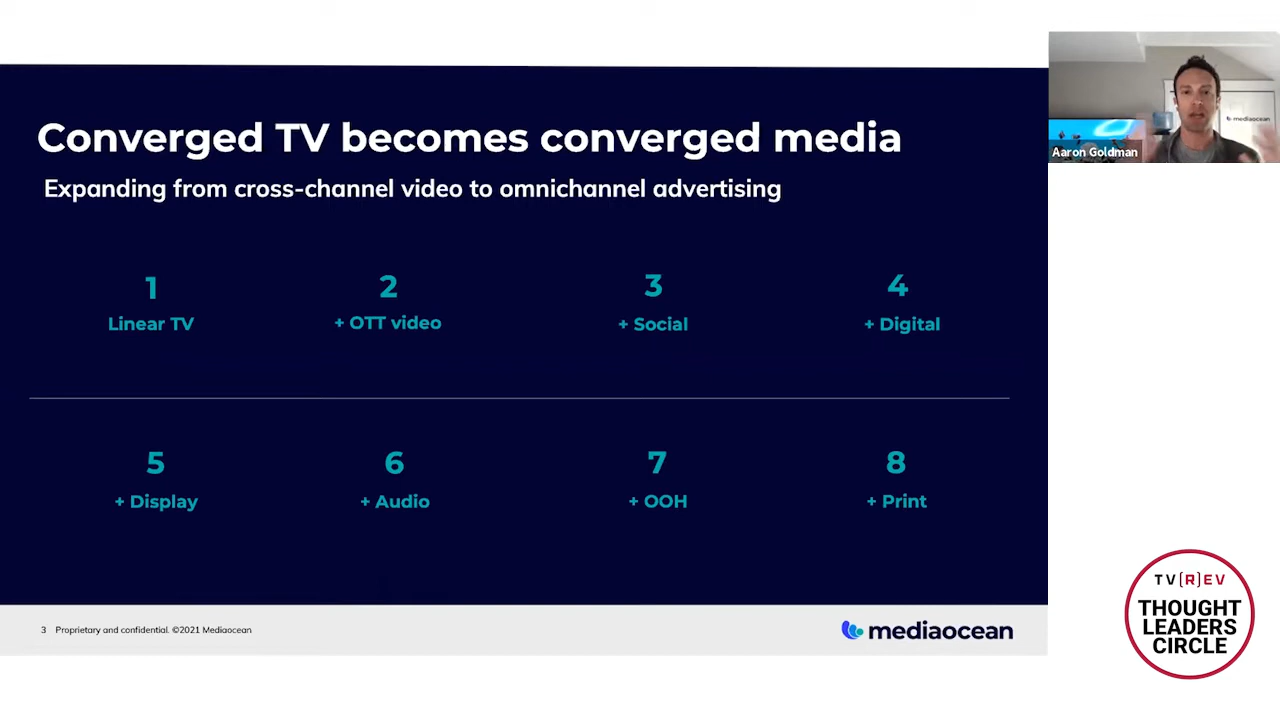 Converged TV becomes converged media
Expanding from cross-channel video to omnichannel advertising
1
Linear TV
2
+ OTT video
3
+ Social
4
+ Digital
5
+ Display
6
+ Audio
7
+ OOH
8
+ Print
3 Proprietary and confidential. ©2021 Mediaocean
mediaocean
mediaocean
Aaron Goldman
TV[R]EV
THOUGHT
LEADERS
CIRCLE